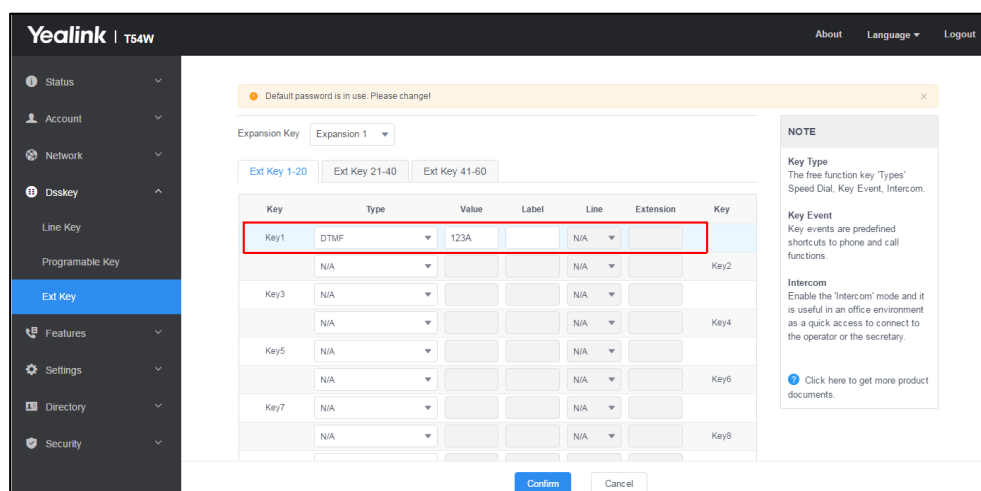 Yealink | T54W
About Language Logout
Status
Account
Network
Dsskey
Line Key
Programable Key
Ext Key
Features
Settings
Directory
Security
Default password is in use. Please change!
Expansion Key Expansion 1
Ext Key 1-20 Ext Key 21-40 Ext Key 41-60
Key Type Value Label Line Extension Key
Key1 DTMF 123A N/A
N/A N/A Key2
Key3 N/A N/A
N/A N/A Key4
Key5 N/A N/A
N/A N/A Key6
Key7 N/A N/A
N/A N/A Key8
Confirm Cancel
NOTE
Key Type
The free function key 'Types'
Speed Dial, Key Event, Intercom.
Key Event
Key events are predefined
shortcuts to phone and call
functions.
Intercom
Enable the 'Intercom' mode and it
is useful in an office environment
as a quick access to connect to
the operator or the secretary.
Click here to get more product
documents.